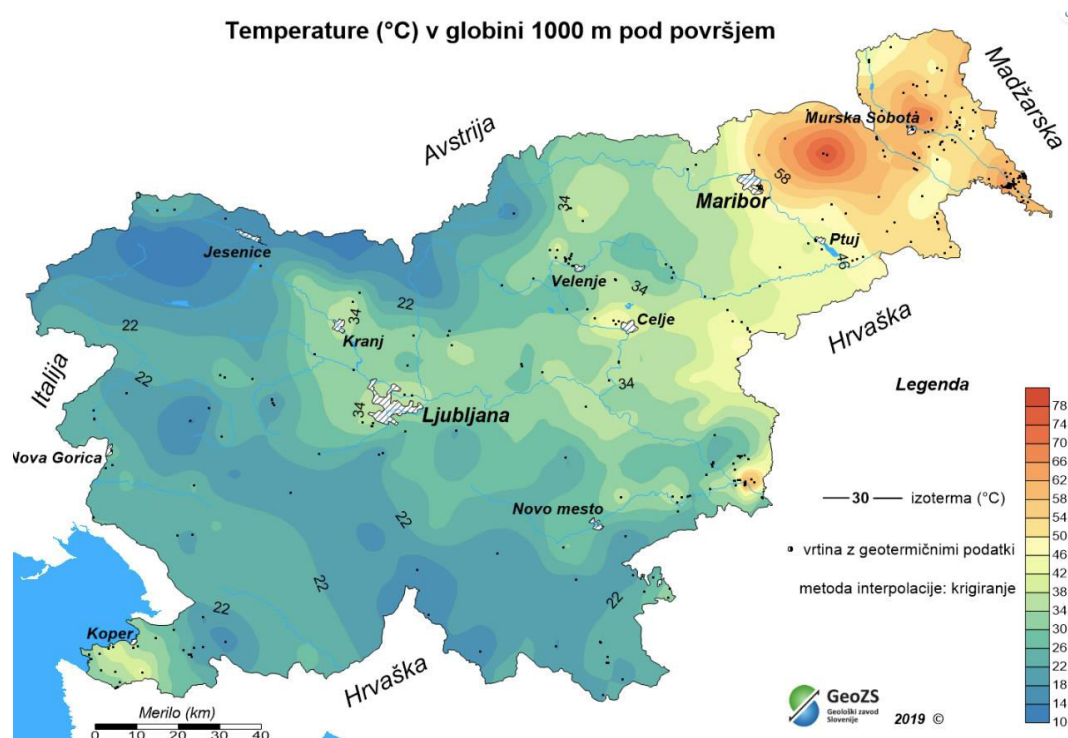 Temperature (°C) v globini 1000 m pod površjem
Madžarska
Avstrija
Murska Sobota
58
Maribor
34
Jesenice
Ptuj
46
Velenje
34
22
Hrvaška
34
Celje
22
Kranj
Italija
22
34
Legenda
34
Ljubljana
78
74
70
66
62
58
54
50
46
42
38
34
30
26
22
18
14
10
Nova Gorica
30
izoterma (°C)
Novo mesto
22
vrtina z geotermičnimi podatki
metoda interpolacije: krigiranje
22
22
22
Koper
Hrvaška
Merilo (km)
0 10 20 30 40
GeoZS
Geološki zavod
Slovenije
2019 ©